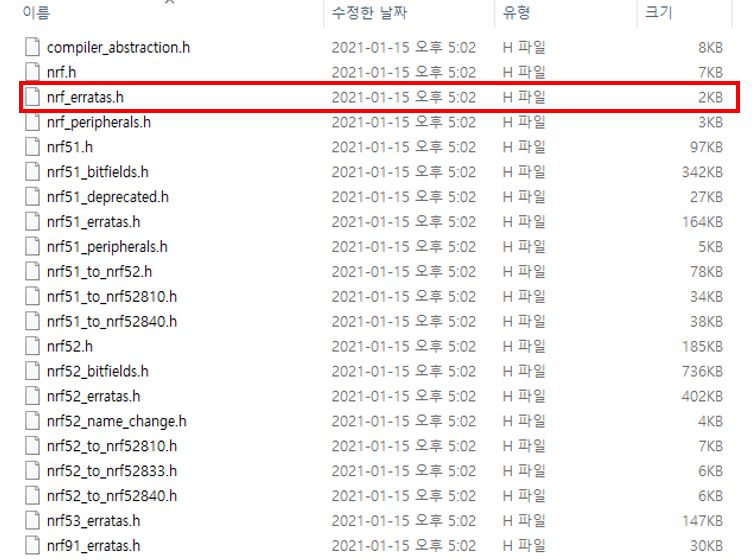 이름 수정한 날짜 유형 크기
compiler_abstraction.h 2021-01-15 오후 5:02 H 파일 8KB
nrf.h 2021-01-15 오후 5:02 H 파일 7KB
nrf_erratas.h 2021-01-15 오후 5:02 H 파일 2KB
nrf_peripherals.h 2021-01-15 오후 5:02 H 파일 3KB
nrf51.h 2021-01-15 오후 5:02 H 파일 97KB
nrf51_bitfields.h 2021-01-15 오후 5:02 H 파일 342KB
nrf51_deprecated.h 2021-01-15 오후 5:02 H 파일 27KB
nrf51_erratas.h 2021-01-15 오후 5:02 H 파일 164KB
nrf51_peripherals.h 2021-01-15 오후 5:02 H 파일 5KB
nrf51_to_nrf52.h 2021-01-15 오후 5:02 H 파일 78KB
nrf51_to_nrf52810.h 2021-01-15 오후 5:02 H 파일 34KB
nrf51_to_nrf52840.h 2021-01-15 오후 5:02 H 파일 38KB
nrf52.h 2021-01-15 오후 5:02 H 파일 185KB
nrf52_bitfields.h 2021-01-15 오후 5:02 H 파일 736KB
nrf52_erratas.h 2021-01-15 오후 5:02 H 파일 402KB
nrf52_name_change.h 2021-01-15 오후 5:02 H 파일 4KB
nrf52_to_nrf52810.h 2021-01-15 오후 5:02 H 파일 7KB
nrf52_to_nrf52833.h 2021-01-15 오후 5:02 H 파일 6KB
nrf52_to_nrf52840.h 2021-01-15 오후 5:02 H 파일 6KB
nrf53_erratas.h 2021-01-15 오후 5:02 H 파일 147KB
nrf91_erratas.h 2021-01-15 오후 5:02 H 파일 30KB